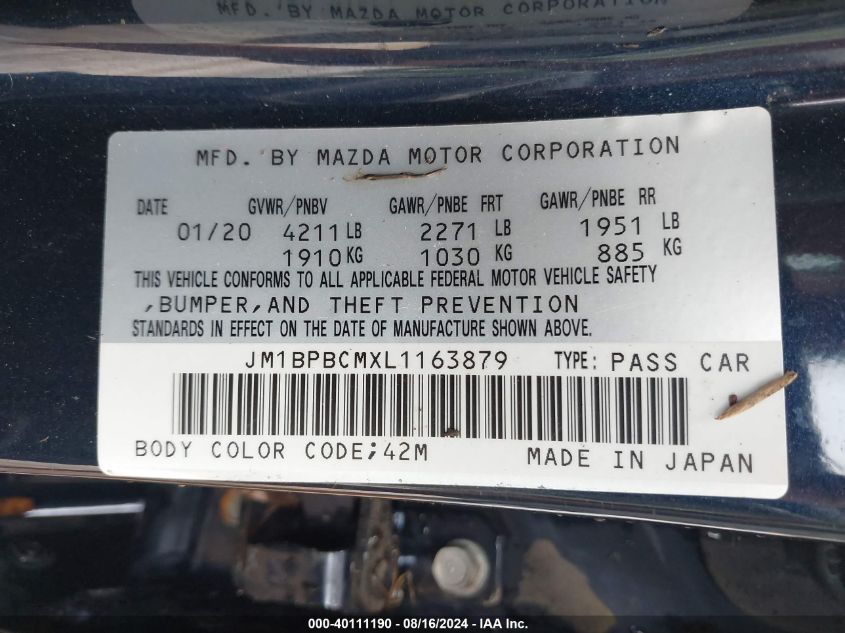 MFD. BY MAZDA MOTOR CORPORATION
MFD. BY MAZDA MOTOR CORPORATION
DATE GVWR/PNBV GAWR/PNBE FRT GAWR/PNBE RR
01/20 4211 LB 2271 LB 1951 LB
1910 KG 1030 KG 885 KG
THIS VEHICLE CONFORMS TO ALL APPLICABLE FEDERAL MOTOR VEHICLE SAFETY
,BUMPER,AND THEFT PREVENTION
STANDARDS IN EFFECT ON THE DATE OF MANUFACTURE SHOWN ABOVE.
JM1BPBCMXL1163879 TYPE: PASS CAR
BODY COLOR CODE;42M MADE IN JAPAN
000-40111190 - 08/16/2024 - IAA Inc.